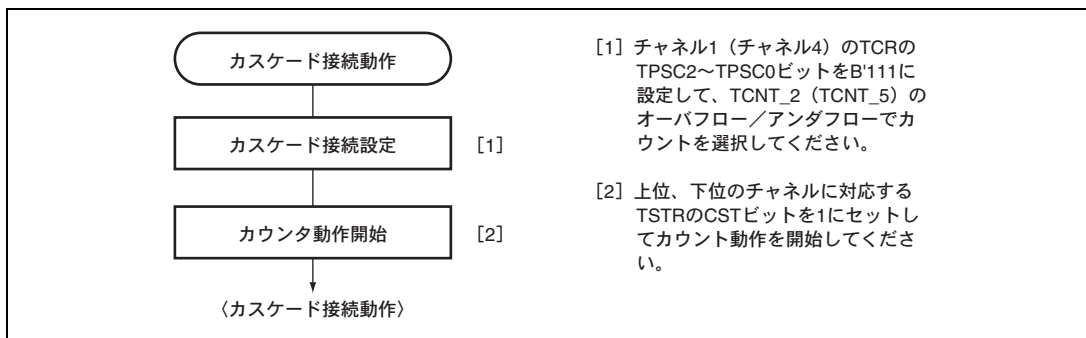 カスケード接続動作
カスケード接続設定
[1]
カウンタ動作開始
[2]
〈カスケード接続動作〉
[1] チャネル1（チャネル4）のTCRの
TPSC2～TPSC0ビットをB'111に
設定して、TCNT_2（TCNT_5）の
オーバフロー／アンダフローでカ
ウントを選択してください。
[2] 上位、下位のチャネルに対応する
TSTRのCSTビットを1にセットし
てカウント動作を開始してくださ
い。